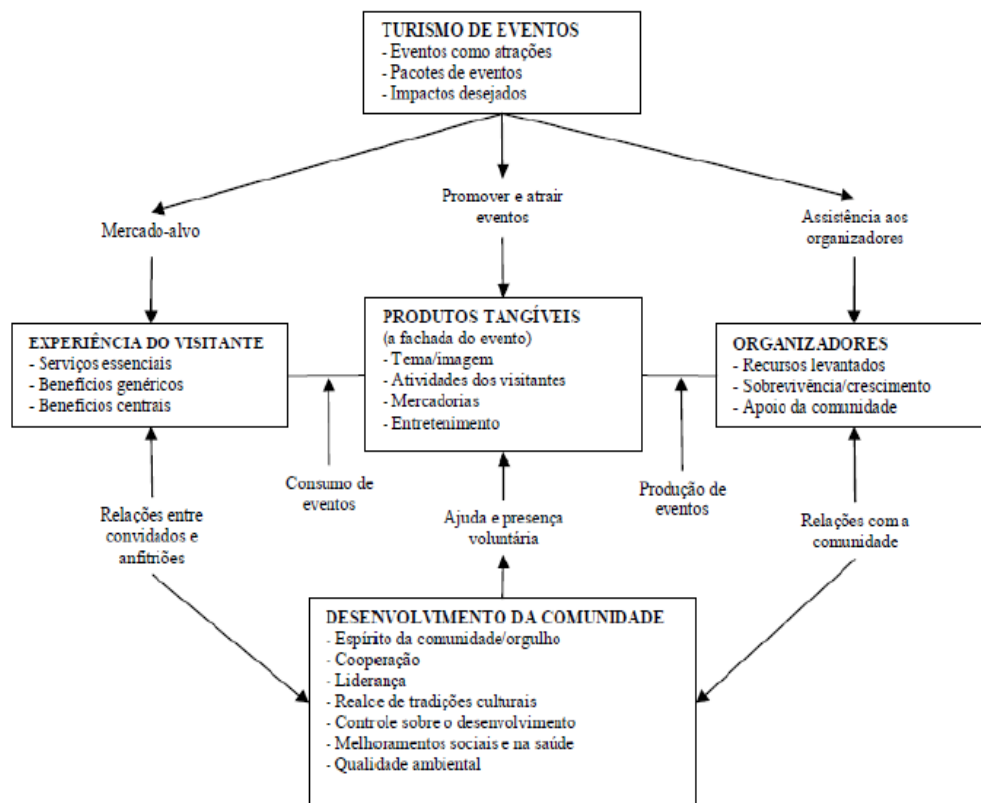 TURISMO DE EVENTOS
- Eventos como atrações
- Pacotes de eventos
- Impactos desejados
Mercado-alvo
Promover e atrair
eventos
Assistência aos
organizadores
EXPERIÊNCIA DO VISITANTE
- Serviços essenciais
- Benefícios genéricos
- Benefícios centrais
PRODUTOS TANGÍVEIS
(a fachada do evento)
- Tema/imagem
- Atividades dos visitantes
- Mercadorias
- Entretenimento
ORGANIZADORES
- Recursos levantados
- Sobrevivência/crescimento
- Apoio da comunidade
Consumo de
eventos
Produção de
eventos
Relações entre
convidados e
anfitriões
Ajuda e presença
voluntária
Relações com a
comunidade
DESENVOLVIMENTO DA COMUNIDADE
- Espírito da comunidade/orgulho
- Cooperação
- Liderança
- Realce de tradições culturais
- Controle sobre o desenvolvimento
- Melhoramentos sociais e na saúde
- Qualidade ambiental